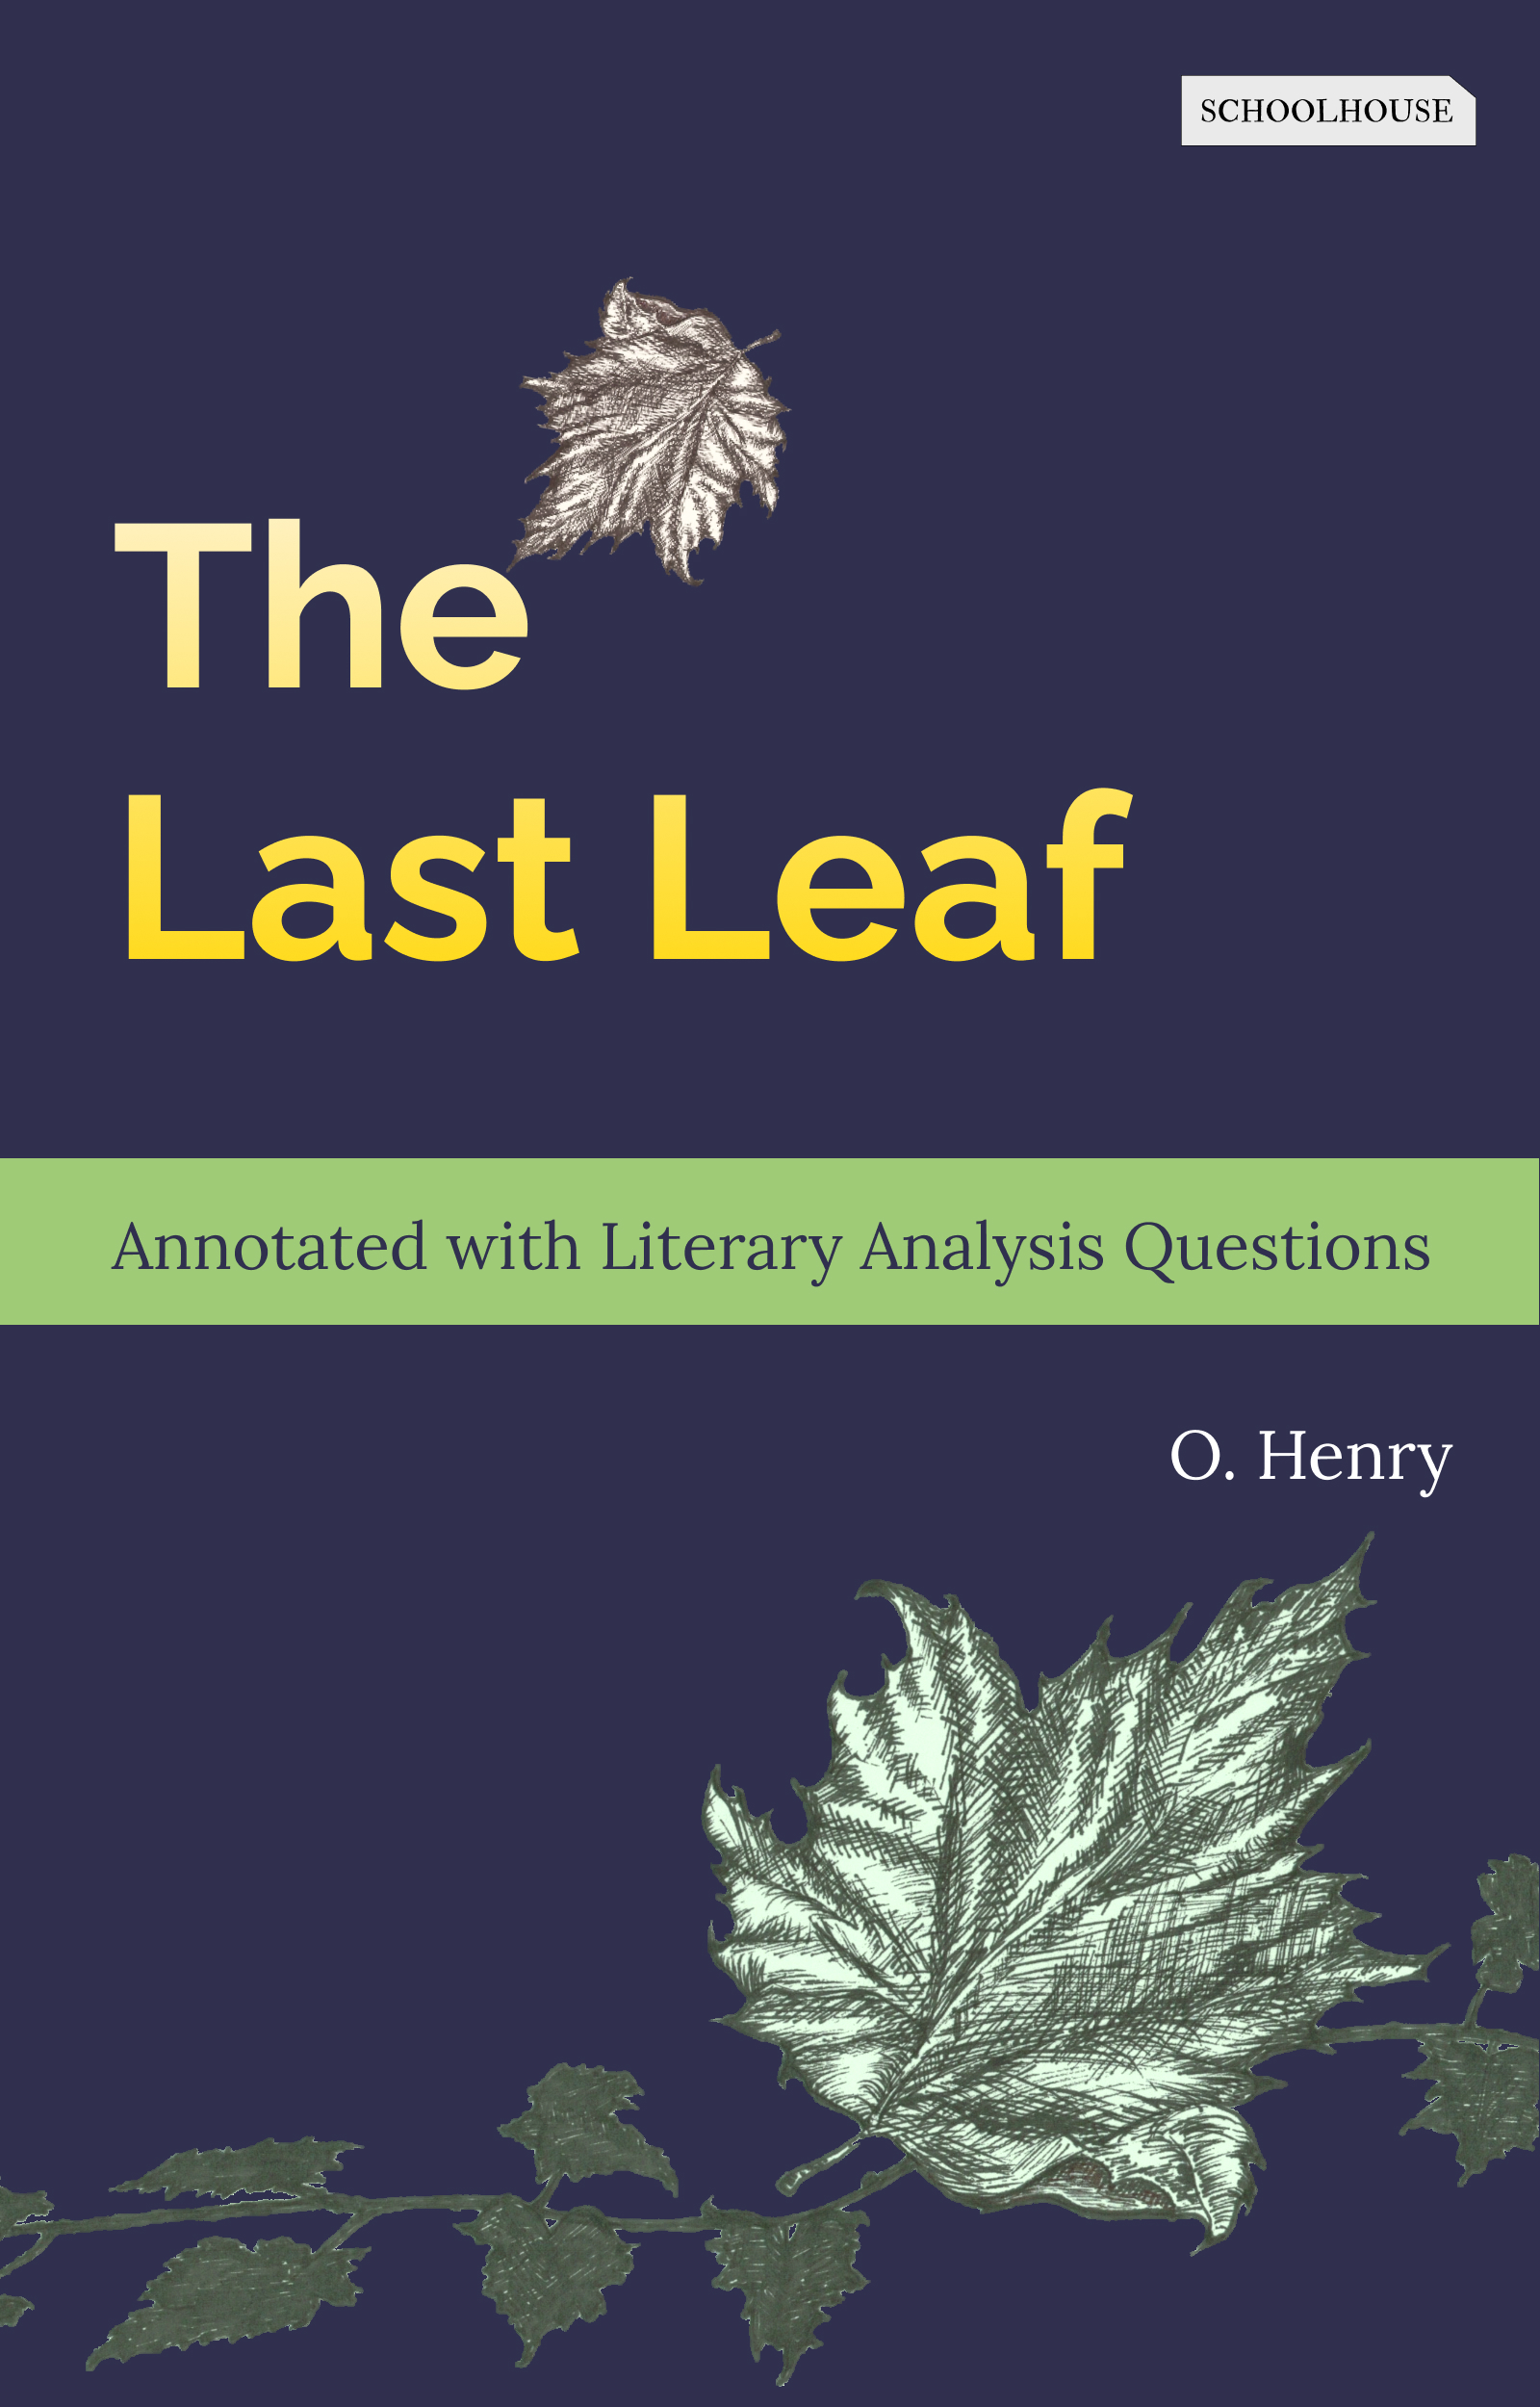 SCHOOLHOUSE
The
Last Leaf
Annotated with Literary Analysis Questions
O. Henry